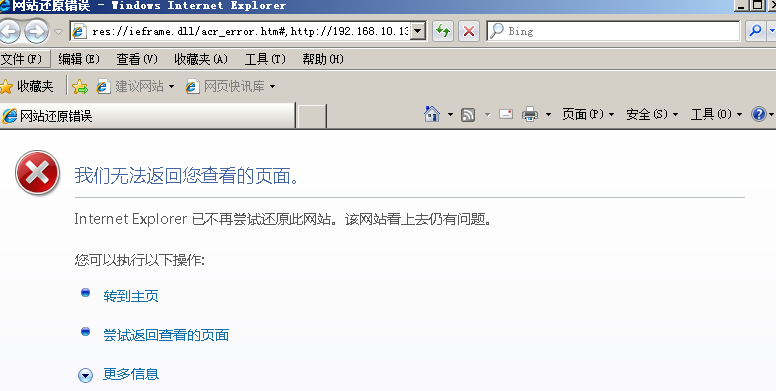 网站还原错误 - Windows Internet Explorer
res://ieframe.dll/acr_error.htm#,http://192.168.10.13
Bing
文件(F) 编辑(E) 查看(V) 收藏夹(A) 工具(T) 帮助(H)
收藏夹 建议网站 网页快讯库
网站还原错误 页面(P) 安全(S) 工具(O)
我们无法返回您查看的页面。
Internet Explorer 已不再尝试还原此网站。该网站看上去仍有问题。
您可以执行以下操作:
转到主页
尝试返回查看的页面
更多信息